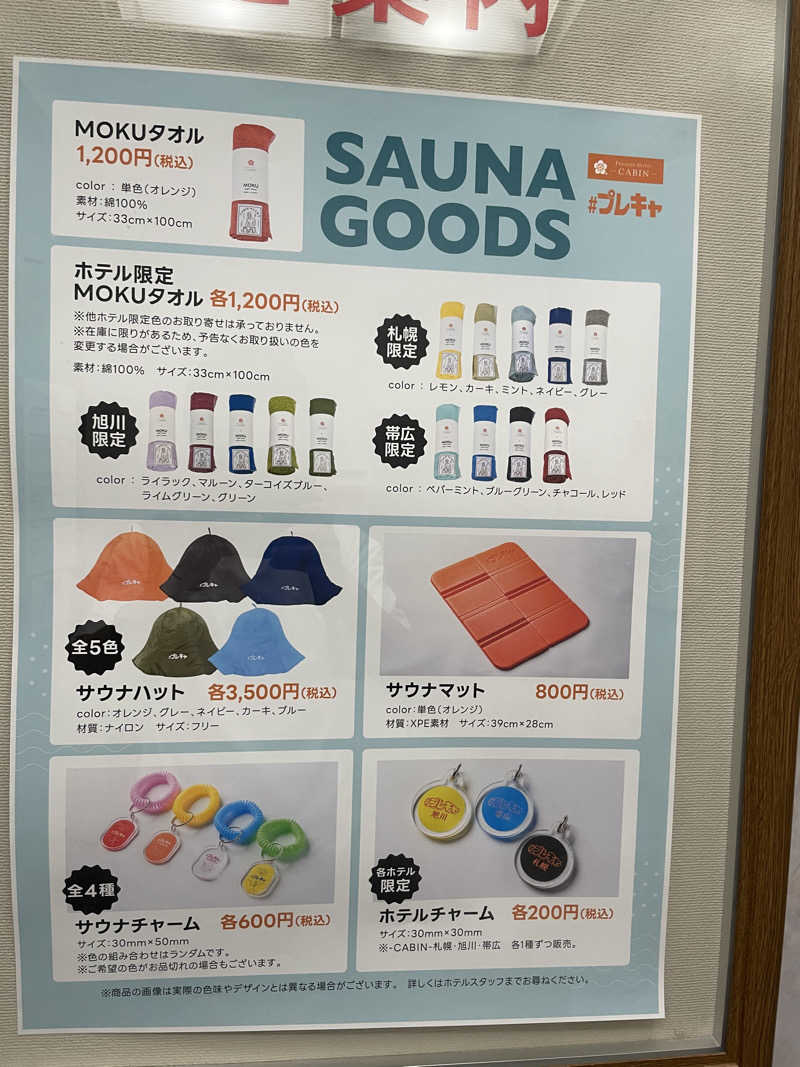 MOKUタオル
1,200円(税込)
color：単色(オレンジ)
素材：綿100%
サイズ：33cm×100cm
SAUNA
GOODS
PREMIER HOTEL
-CABIN-
#プレキャ
ホテル限定
MOKUタオル 各1,200円(税込)
※他ホテル限定色のお取り寄せは承っておりません。
※在庫に限りがあるため、予告なくお取り扱いの色を
変更する場合がございます。
素材：綿100%　サイズ：33cm×100cm
札幌
限定
color：レモン、カーキ、ミント、ネイビー、グレー
旭川
限定
color：ライラック、マルーン、ターコイズブルー、
ライムグリーン、グリーン
帯広
限定
color：ペパーミント、ブルーグリーン、チャコール、レッド
全5色
サウナハット　各3,500円(税込)
color：オレンジ、グレー、ネイビー、カーキ、ブルー
材質：ナイロン　サイズ：フリー
サウナマット　800円(税込)
color：単色(オレンジ)
材質：XPE素材　サイズ：39cm×28cm
全4種
サウナチャーム　各600円(税込)
サイズ：30mm×50mm
※色の組み合わせはランダムです。
※ご希望の色がお品切れの場合もございます。
#プレキャ
旭川
#プレキャ
帯広
#プレキャ
札幌
各ホテル
限定
ホテルチャーム　各200円(税込)
サイズ：30mm×30mm
※-CABIN-札幌・旭川・帯広　各1種ずつ販売。
※商品の画像は実際の色味やデザインとは異なる場合がございます。　詳しくはホテルスタッフまでお尋ねください。